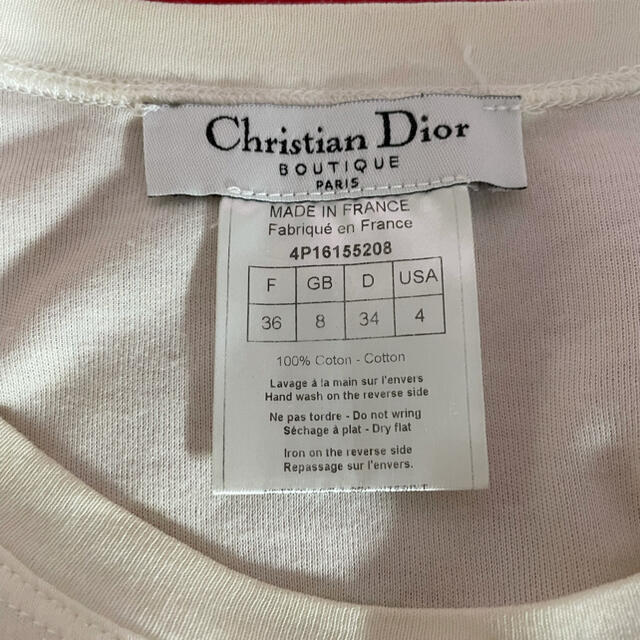 Christian Dior
BOUTIQUE
PARIS
MADE IN FRANCE
Fabriqué en France
4P16155208
F GB D USA
36 8 34 4
100% Coton - Cotton
Lavage à la main sur l'envers
Hand wash on the reverse side
Ne pas tordre - Do not wring
Séchage à plat - Dry flat
Iron on the reverse side
Repassage sur l'envers.